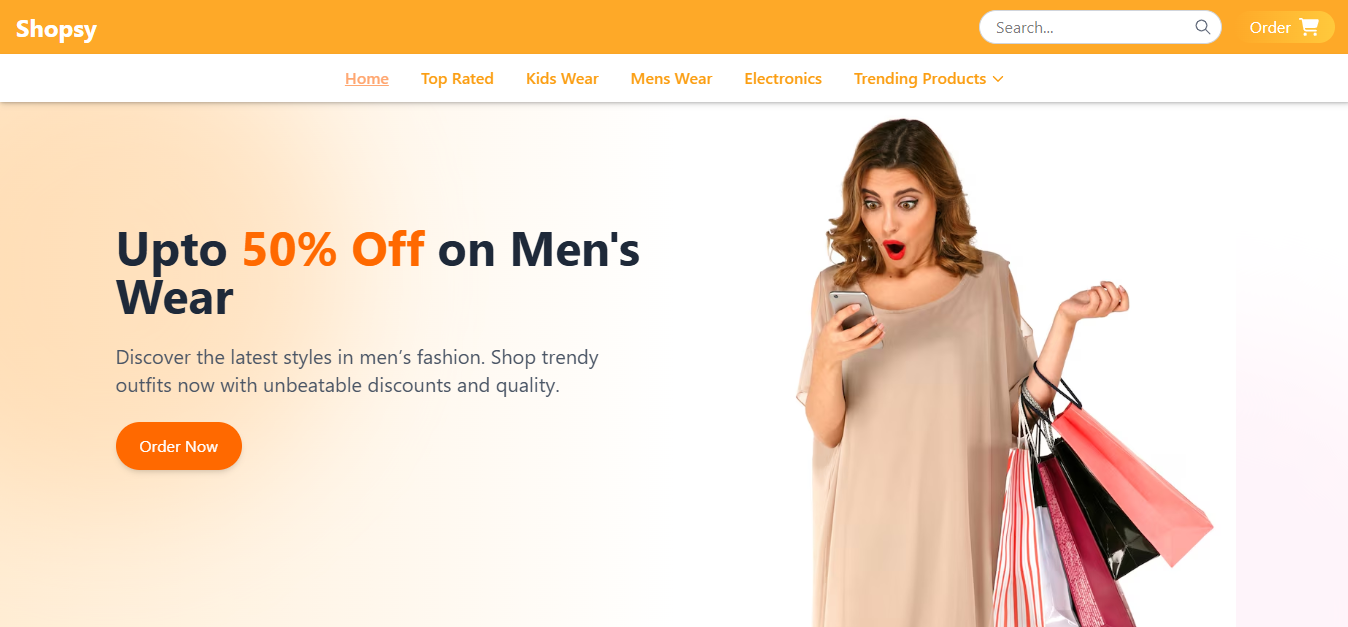 Shopsy
Search...
Order
Home
Top Rated
Kids Wear
Mens Wear
Electronics
Trending Products
Upto 50% Off on Men's
Wear
Discover the latest styles in men’s fashion. Shop trendy
outfits now with unbeatable discounts and quality.
Order Now